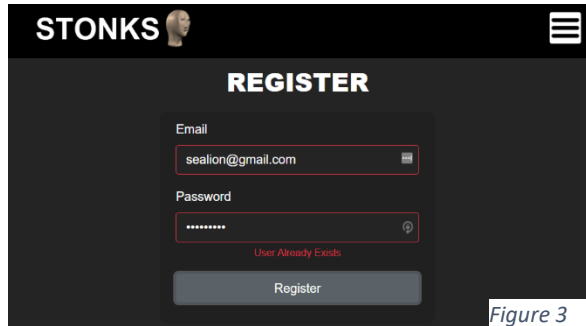 STONKS
REGISTER
Email
sealion@gmail.com
Password
•••••••••
User Already Exists
Register
Figure 3